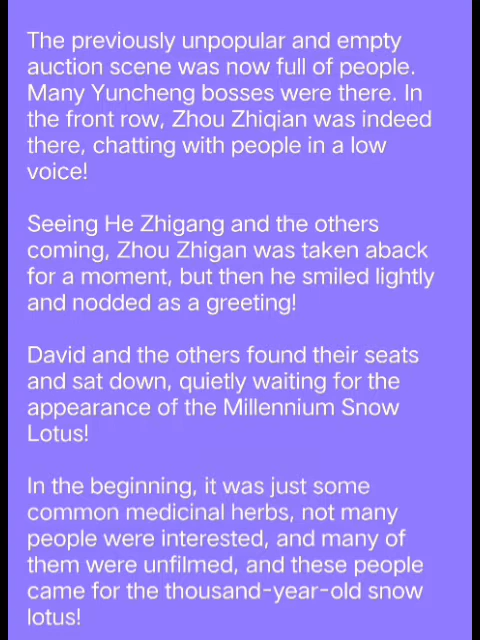 The previously unpopular and empty
auction scene was now full of people.
Many Yuncheng bosses were there. In
the front row, Zhou Zhiqian was indeed
there, chatting with people in a low
voice!
Seeing He Zhigang and the others
coming, Zhou Zhigan was taken aback
for a moment, but then he smiled lightly
and nodded as a greeting!
David and the others found their seats
and sat down, quietly waiting for the
appearance of the Millennium Snow
Lotus!
In the beginning, it was just some
common medicinal herbs, not many
people were interested, and many of
them were unfilmed, and these people
came for the thousand-year-old snow
lotus!